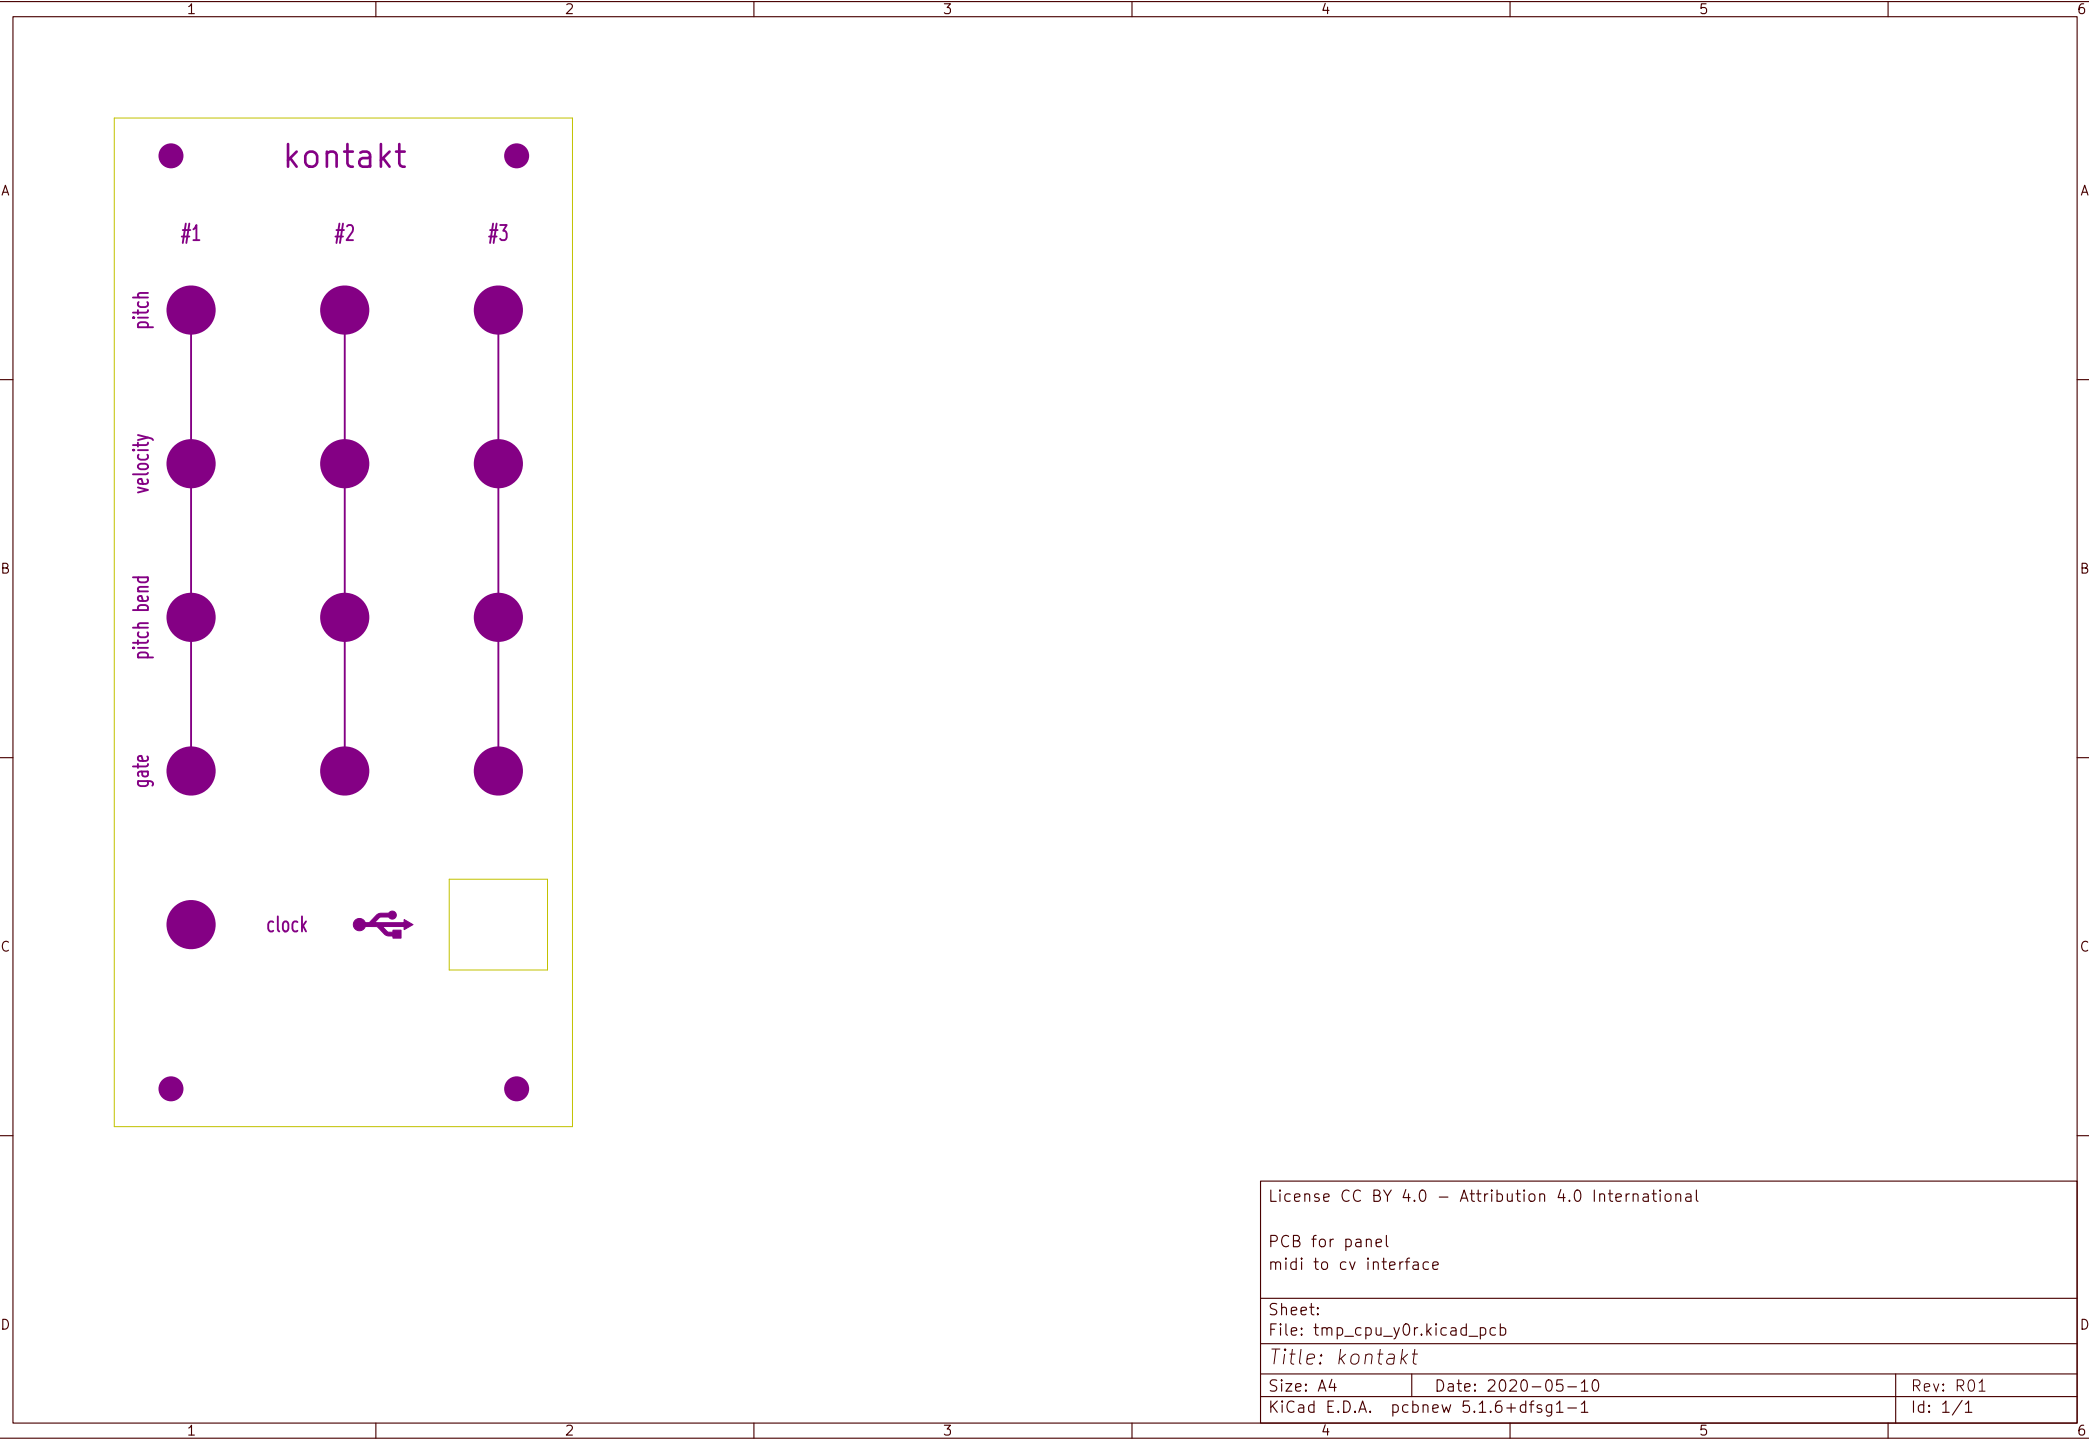 1 2 3 4 5 6
A A
kontakt
#1 #2 #3
pitch
velocity
B B
pitch bend
gate
clock
C C
License CC BY 4.0 – Attribution 4.0 International
PCB for panel
midi to cv interface
Sheet:
File: tmp_cpu_y0r.kicad_pcb
D D
Title: kontakt
Size: A4 Date: 2020-05-10 Rev: R01
KiCad E.D.A. pcbnew 5.1.6+dfsg1-1 Id: 1/1
1 2 3 4 5 6